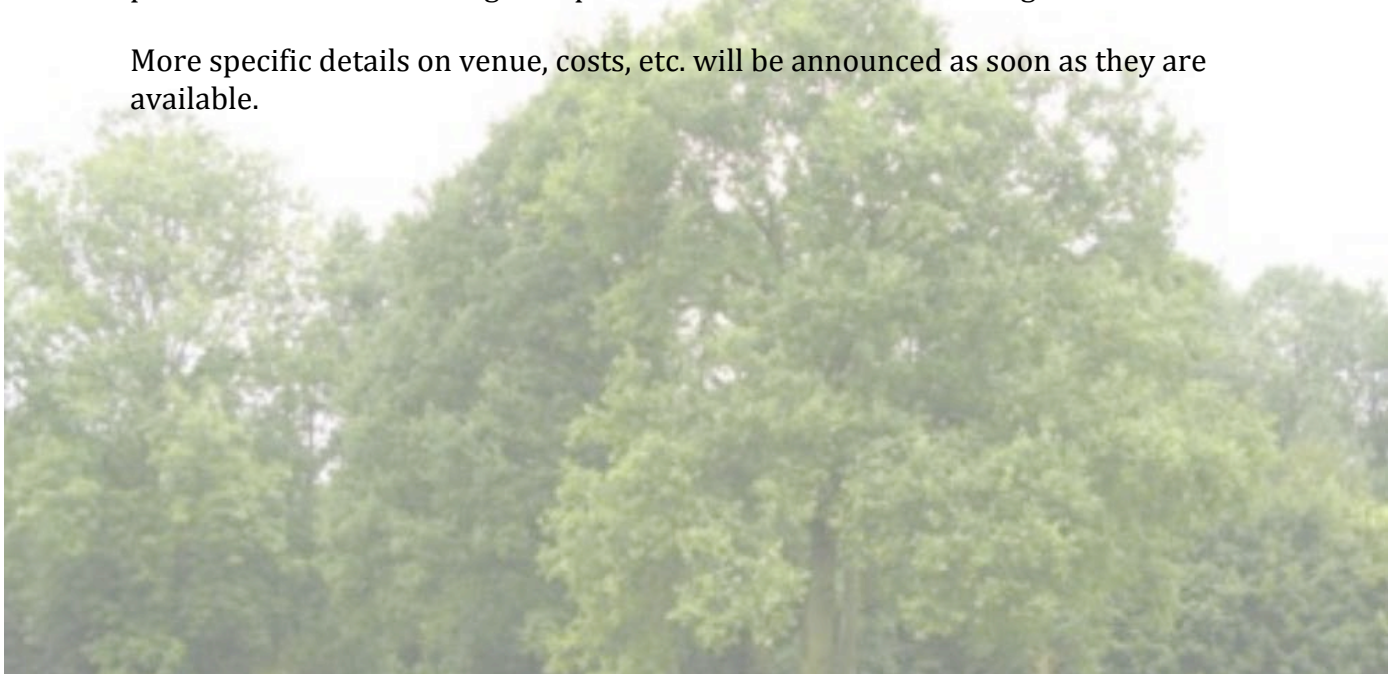 More specific details on venue, costs, etc. will be announced as soon as they are
available.